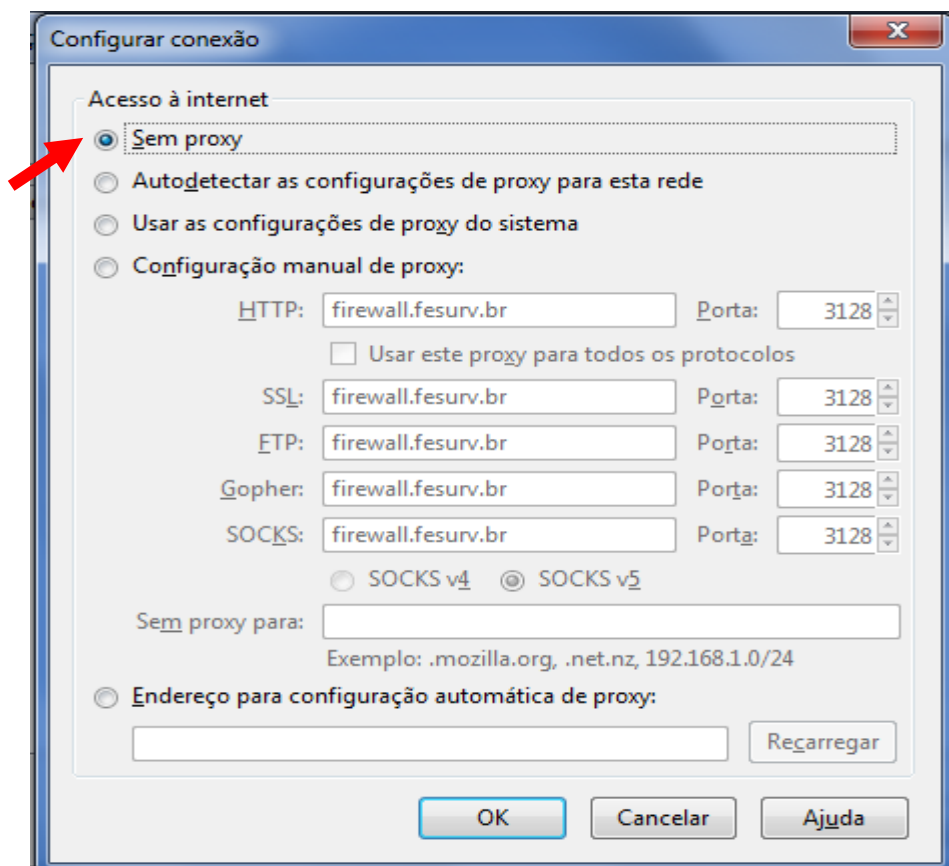 Configurar conexão
Acesso à internet
Sem proxy
Autodetectar as configurações de proxy para esta rede
Usar as configurações de proxy do sistema
Configuração manual de proxy:
HTTP: firewall.fesurv.br Porta: 3128
Usar este proxy para todos os protocolos
SSL: firewall.fesurv.br Porta: 3128
FTP: firewall.fesurv.br Porta: 3128
Gopher: firewall.fesurv.br Porta: 3128
SOCKS: firewall.fesurv.br Porta: 3128
SOCKS v4 SOCKS v5
Sem proxy para:
Exemplo: .mozilla.org, .net.nz, 192.168.1.0/24
Endereço para configuração automática de proxy:
Recarregar
OK Cancelar Ajuda